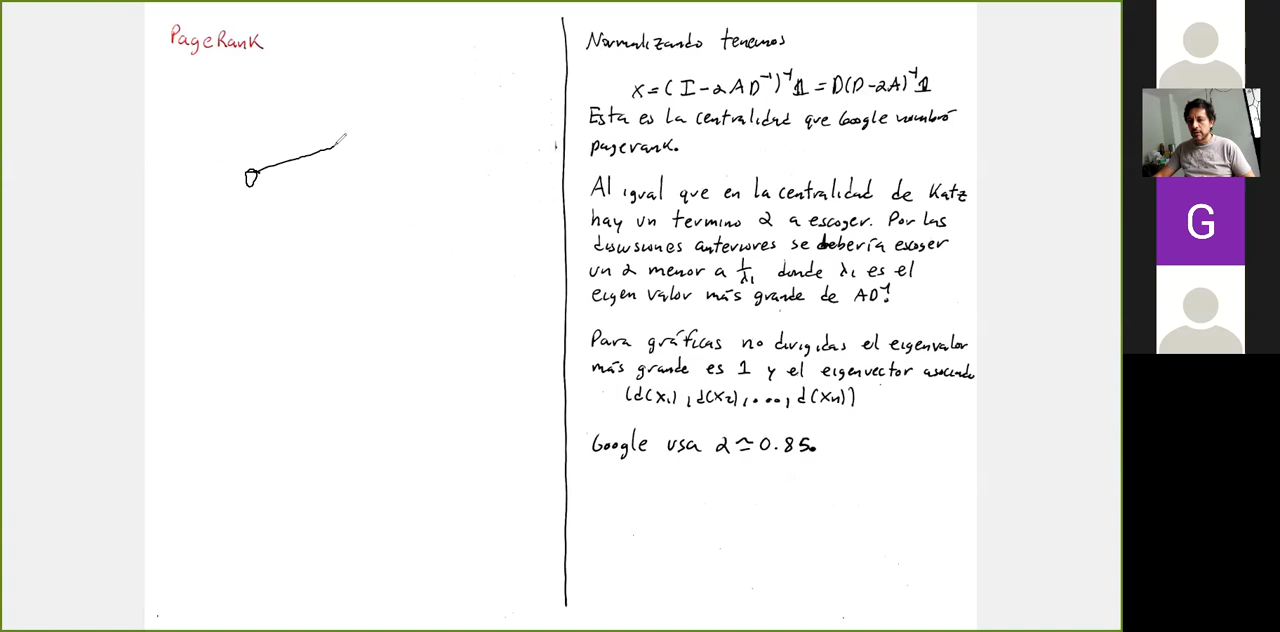 PageRank
Normalizando tenemos
x = (I - α A D⁻¹)⁻¹ 𝟙 = D(D - αA)⁻¹ 𝟙
Esta es la centralidad que Google nombró
pagerank.
Al igual que en la centralidad de Katz
hay un termino α a escoger. Por las
discusiones anteriores se debería escoger
un α menor a 1/λ₁ donde λ₁ es el
eigen valor más grande de AD⁻¹.
Para gráficas no dirigidas el eigenvalor
más grande es 1 y el eigenvector asociado
(d(x₁), d(x₂), ..., d(xₙ))
Google usa α ≃ 0.85.
G